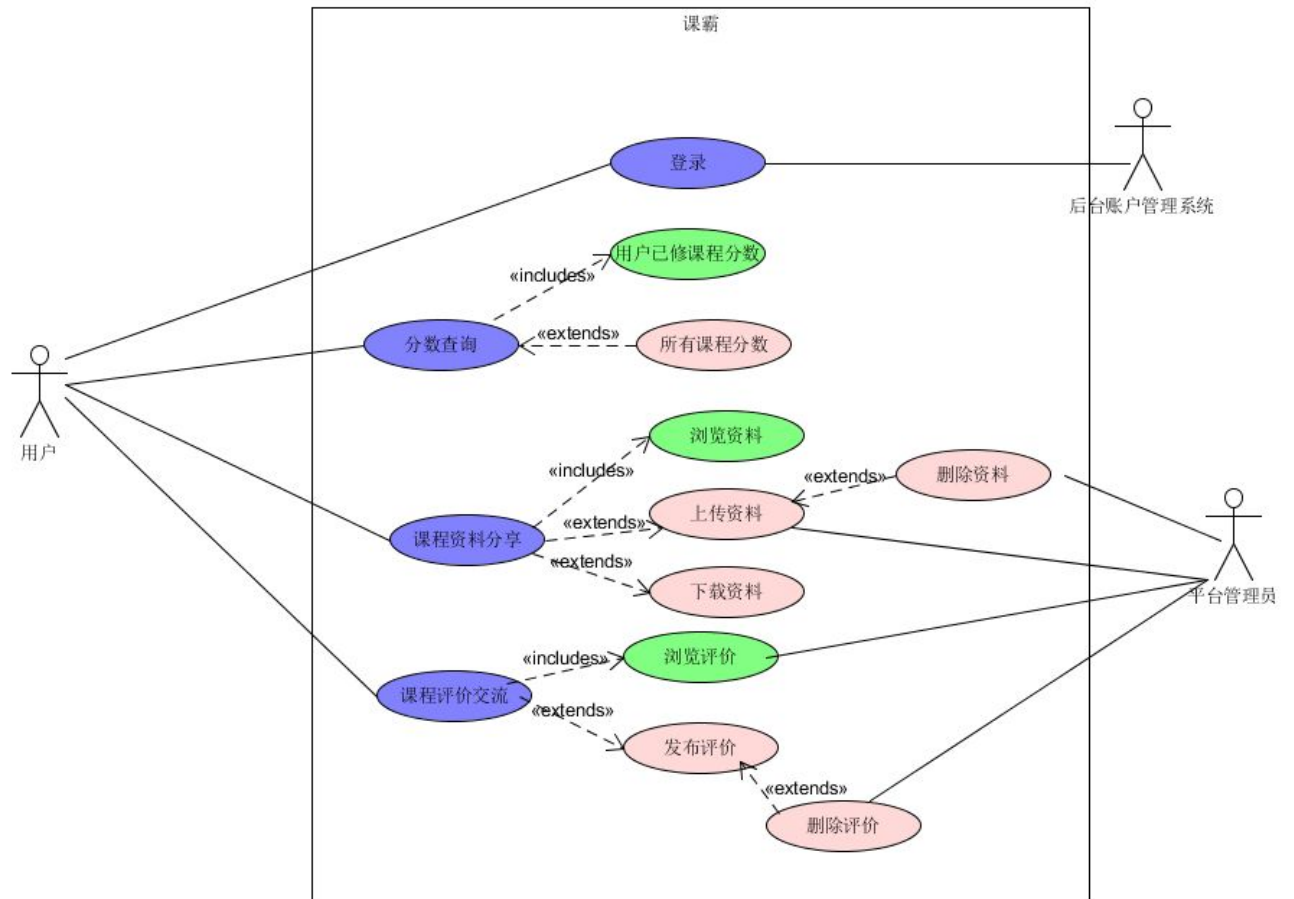 课霸
登录
后台账户管理系统
用户已修课程分数
«includes»
分数查询
«extends»
所有课程分数
用户
浏览资料
«includes»
«extends»
删除资料
上传资料
«extends»
课程资料分享
«extends»
下载资料
平台管理员
«includes»
浏览评价
课程评价交流
«extends»
发布评价
«extends»
删除评价